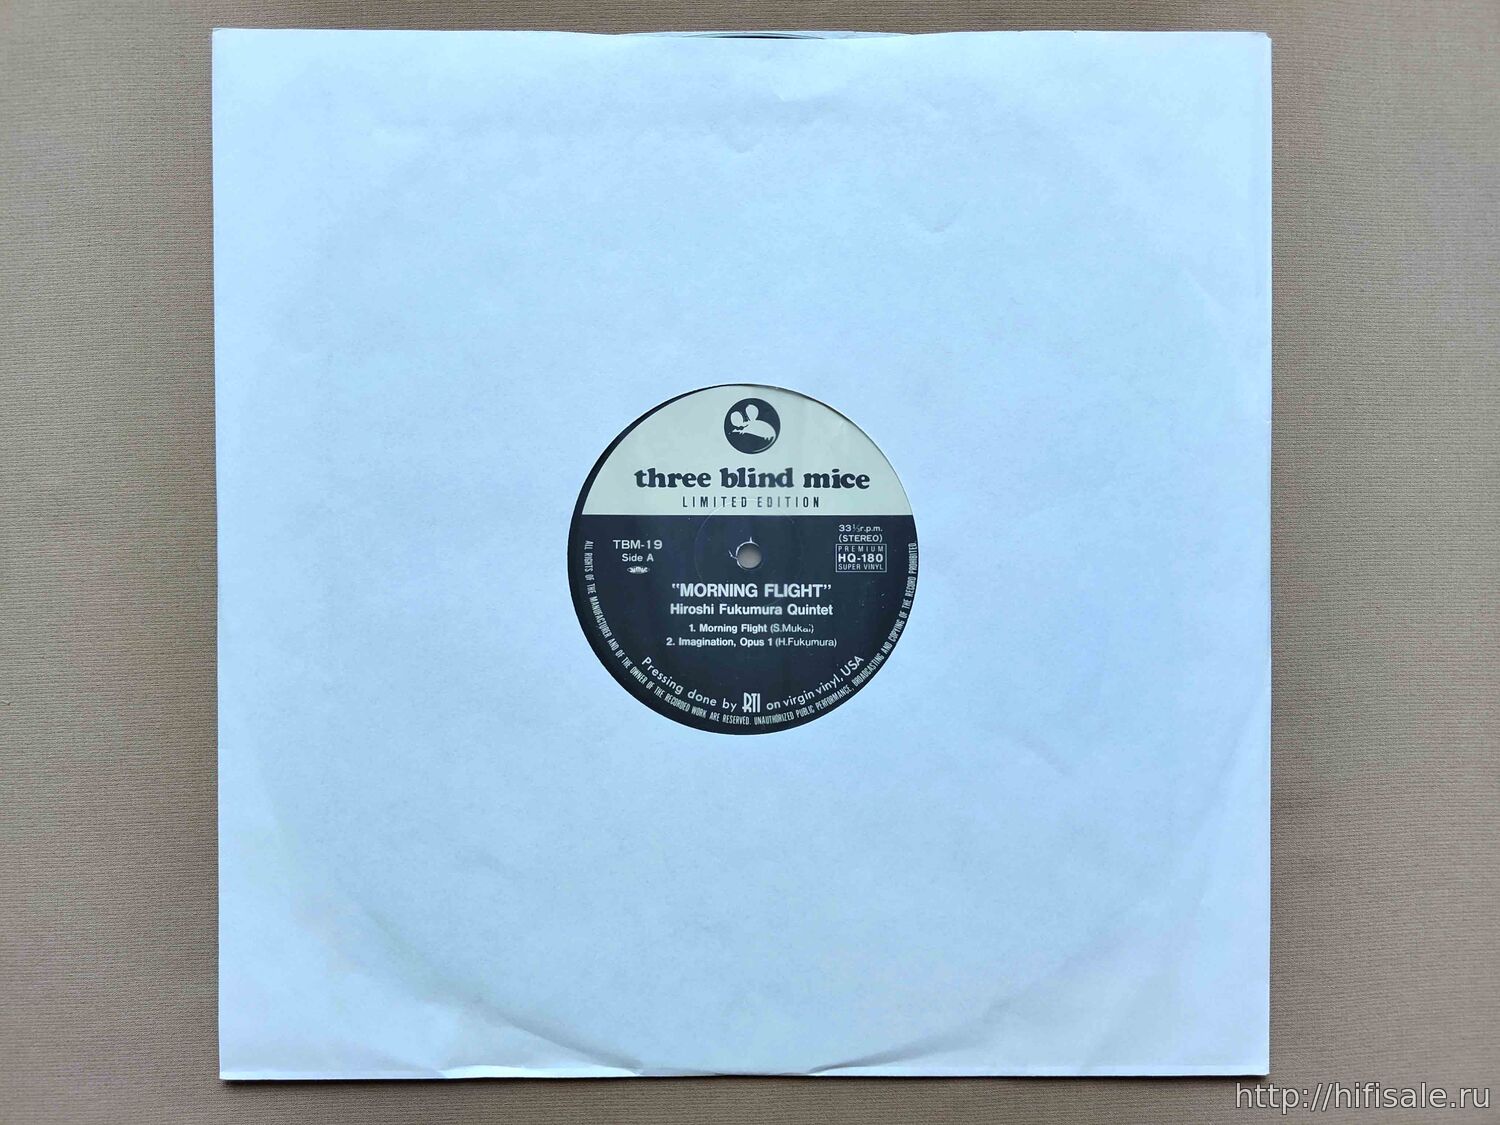 three blind mice
LIMITED EDITION
TBM-19
Side A
33⅓r.p.m.
(STEREO)
PREMIUM
HQ-180
SUPER VINYL
"MORNING FLIGHT"
Hiroshi Fukumura Quintet
1. Morning Flight (S.Mukai)
2. Imagination, Opus 1 (H.Fukumura)
Pressing done by RTI on virgin vinyl, USA
ALL RIGHTS OF THE MANUFACTURER AND OF THE OWNER OF THE RECORDED WORK ARE RESERVED. UNAUTHORIZED PUBLIC PERFORMANCE, BROADCASTING AND COPYING OF THE RECORD PROHIBITED.
http://hifisale.ru